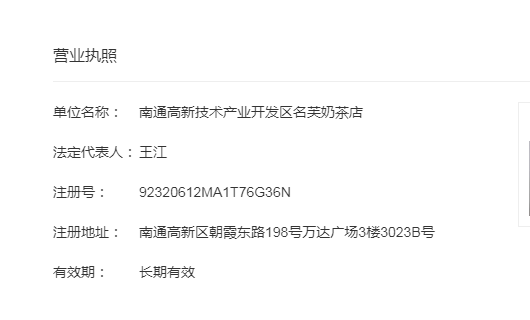 营业执照
单位名称： 南通高新技术产业开发区名芙奶茶店
法定代表人：王江
注册号： 92320612MA1T76G36N
注册地址： 南通高新区朝霞东路198号万达广场3楼3023B号
有效期： 长期有效